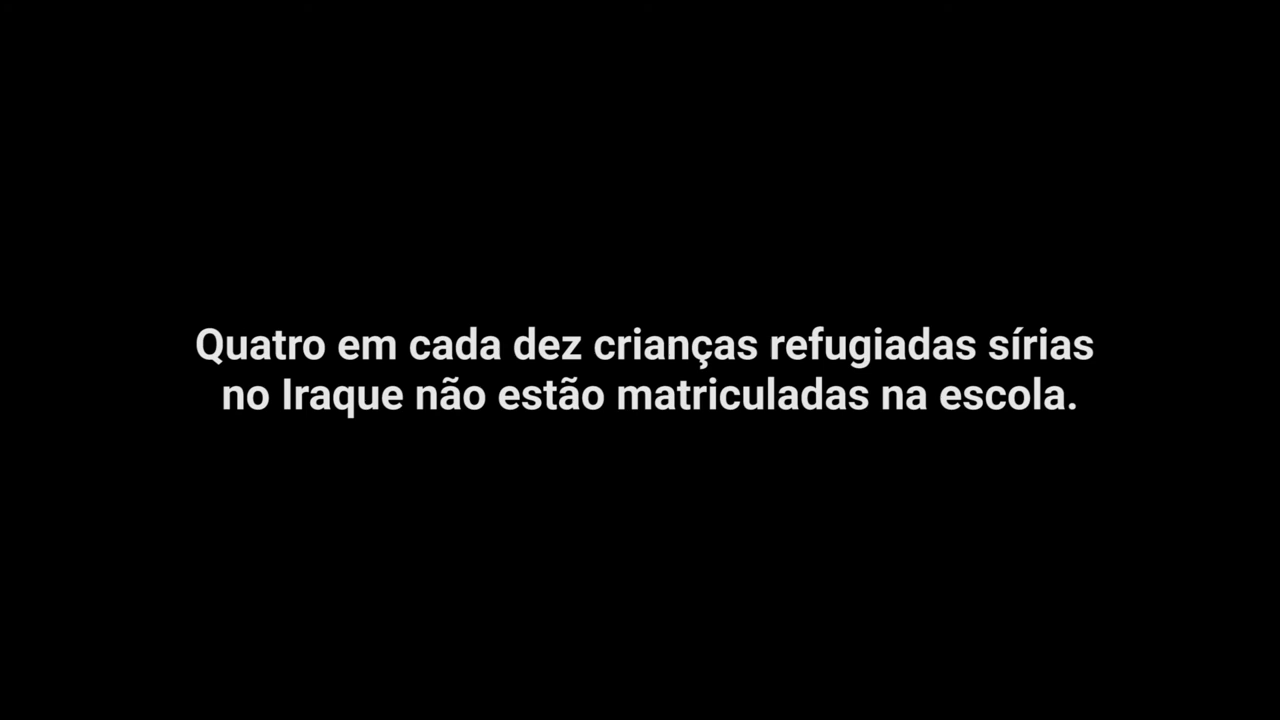 Quatro em cada dez crianças refugiadas sírias
no Iraque não estão matriculadas na escola.